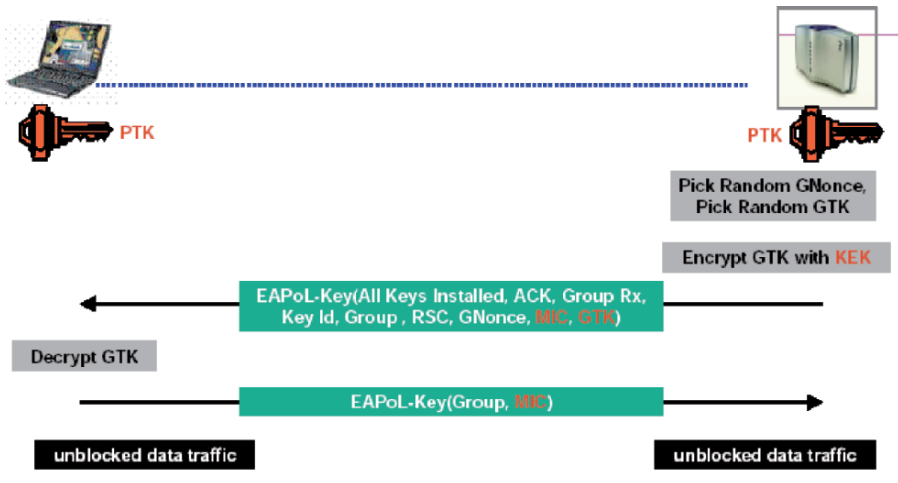 PTK
PTK
Pick Random GNonce,
Pick Random GTK
Encrypt GTK with KEK
EAPoL-Key(All Keys Installed, ACK, Group Rx,
Key Id, Group , RSC, GNonce, MIC, GTK)
Decrypt GTK
EAPoL-Key(Group, MIC)
unblocked data traffic
unblocked data traffic